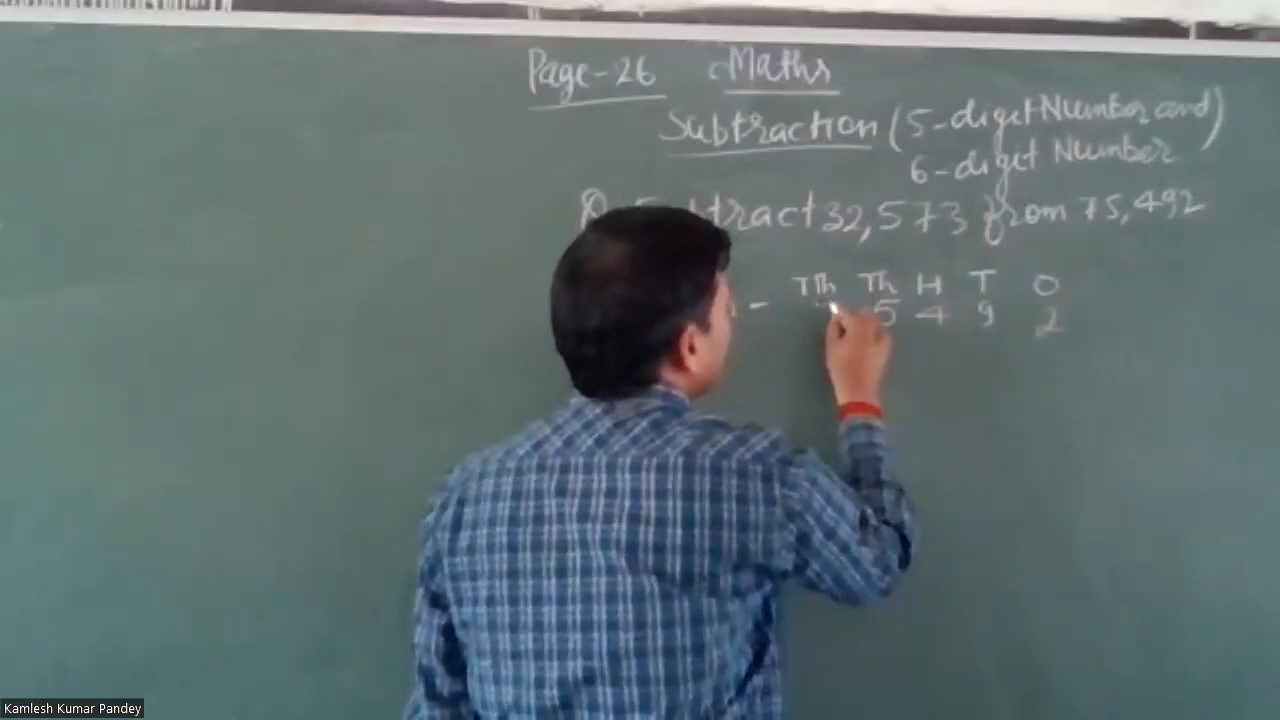 Page-26 Maths
Subtraction (5-digit Number and
6-digit Number)
32,573 from 75,492
- TTh Th H T O
5 4 9 2
Kamlesh Kumar Pandey